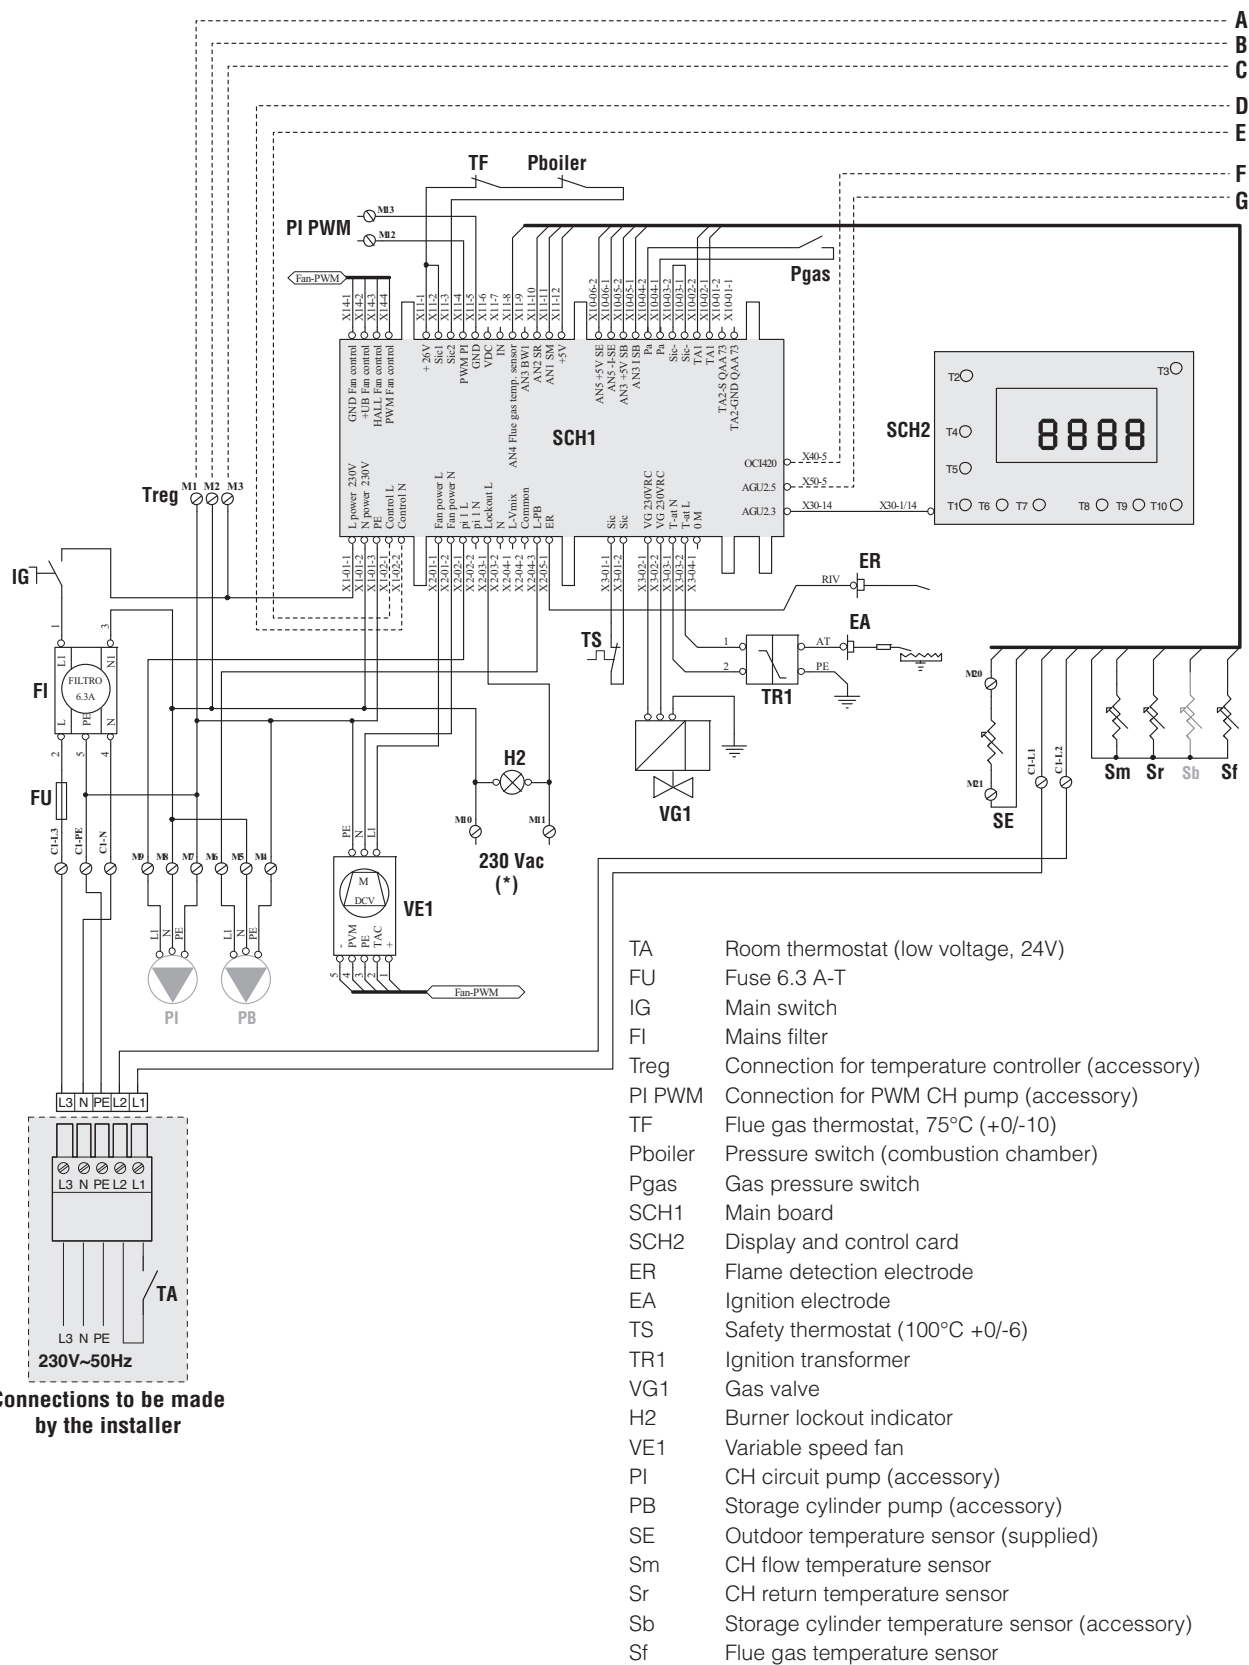 A
B
C
D
E
F
G
TF Pboiler
PI PWM
M13
M12
Fan-PWM
Pgas
X14-1
X14-2
X14-3
X14-4
X11-1
X11-2
X11-3
X11-4
X11-5
X11-6
X11-7
X11-8
X11-9
X11-10
X11-11
X11-12
X10-06-2
X10-06-1
X10-05-2
X10-05-1
X10-04-2
X10-04-1
X10-03-2
X10-03-1
X10-02-2
X10-02-1
X10-01-2
X10-01-1
GND Fan control
+UB Fan control
HALL Fan control
PWM Fan control
+ 26V
Sic1
Sic2
PWM PI
GND
VDC
IN
AN4 Flue gas temp. sensor
AN3 BW1
AN2 SR
AN1 SM
+5V
AN5 +5V SE
AN5 -I-SE
AN3 +5V SB
AN3 I SB
Pa
Pa
Sic-
Sic-
TA1
TA1
TA2-S QAA 73
TA2-GND QAA 73
SCH1
SCH2
T2
T3
T4
T5
T1 T6 T7 T8 T9 T10
8888
OCI420 X40-5
AGU2.5 X50-5
AGU2.3 X30-14 X30-1/14
Treg M1 M2 M3
L power 230V
N power 230V
PE
Control L
Control N
Fan power L
Fan power N
pi 1 L
pi 1 N
Lockout L
N
L-Vmix
Common
L-PB
ER
Sic
Sic
VG 230VRC
VG 230VRC
T-at N
T-at L
0 M
X1-01-1
X1-01-2
X1-01-3
X1-02-1
X1-02-2
X2-01-1
X2-01-2
X2-02-1
X2-02-2
X2-03-1
X2-03-2
X2-04-1
X2-04-2
X2-04-3
X2-05-1
X3-01-1
X3-01-2
X3-02-1
X3-02-2
X3-03-1
X3-03-2
X3-04-1
IG
ER
RIV
EA
TS
1 AT
2 PE
TR1
1 3
L1 N1
FI
FILTRO
6.3A
L PE N
2 5 4
FU
C1-L3
C1-PE
C1-N
M9 M8 M7 M6 M5 M4
L1 N PE
L1 N PE
PI PB
H2
M10 M11
230 Vac
(*)
VG1
PE N L1
M
DCV
VE1
- PVM PE TAC +
5 4 3 2 1
Fan-PWM
M20
M21
SE
C1-L1
C1-L2
Sm Sr Sb Sf
L3 N PE L2 L1
L3 N PE L2 L1
TA
L3 N PE
230V~50Hz
Connections to be made
by the installer
TA Room thermostat (low voltage, 24V)
FU Fuse 6.3 A-T
IG Main switch
FI Mains filter
Treg Connection for temperature controller (accessory)
PI PWM Connection for PWM CH pump (accessory)
TF Flue gas thermostat, 75°C (+0/-10)
Pboiler Pressure switch (combustion chamber)
Pgas Gas pressure switch
SCH1 Main board
SCH2 Display and control card
ER Flame detection electrode
EA Ignition electrode
TS Safety thermostat (100°C +0/-6)
TR1 Ignition transformer
VG1 Gas valve
H2 Burner lockout indicator
VE1 Variable speed fan
PI CH circuit pump (accessory)
PB Storage cylinder pump (accessory)
SE Outdoor temperature sensor (supplied)
Sm CH flow temperature sensor
Sr CH return temperature sensor
Sb Storage cylinder temperature sensor (accessory)
Sf Flue gas temperature sensor